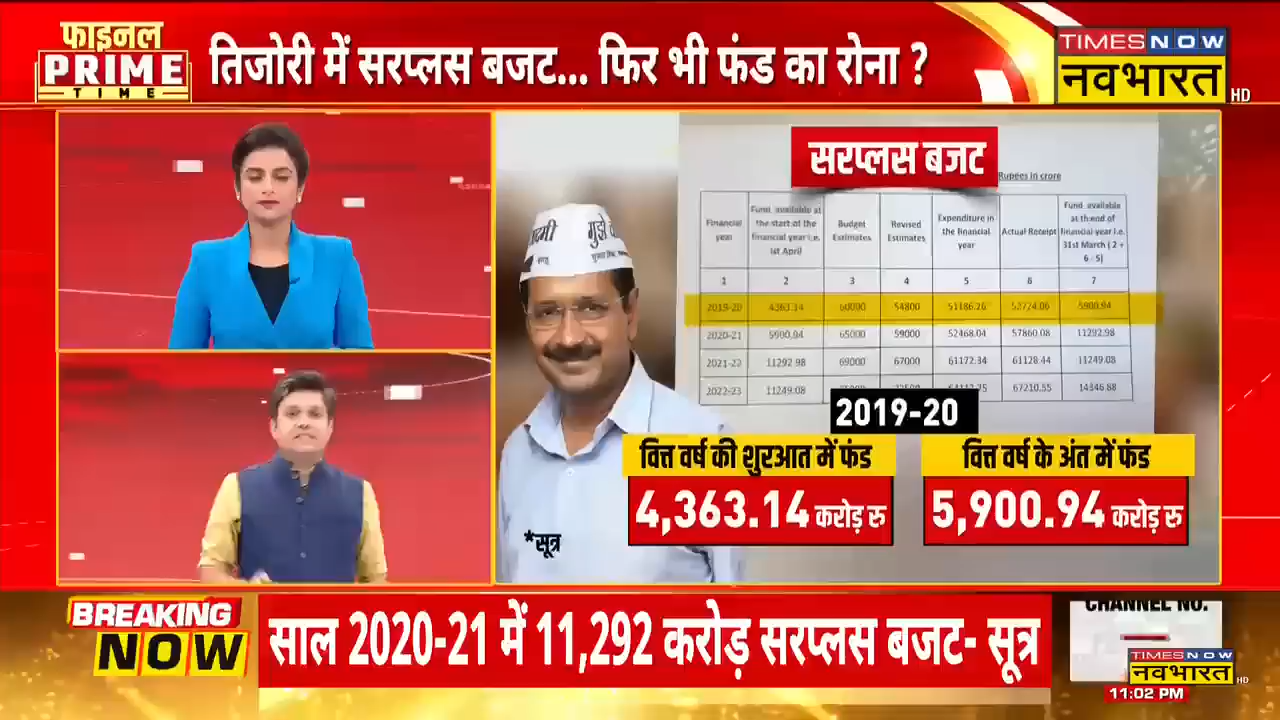 फाइनल
PRIME
TIME
तिजोरी में सरप्लस बजट... फिर भी फंड का रोना ?
TIMES NOW
नवभारत
HD
सरप्लस बजट
Rupees in crore
Financial year
Fund available at the start of the financial year i.e. 1st April
Budget Estimates
Revised Estimates
Expenditure in the financial year
Actual Receipt
Fund available at the end of financial year i.e. 31st March ( 2 + 6 - 5)
1 2 3 4 5 6 7
2019-20 4363.14 60000 54800 51186.26 52724.06 5900.94
2020-21 5900.94 65000 59000 52468.04 57860.08 11292.98
2021-22 11292.98 69000 67000 61172.34 61128.44 11249.08
2022-23 11249.08 67210.55 14346.88
2019-20
वित्त वर्ष की शुरआत में फंड
वित्त वर्ष के अंत में फंड
4,363.14 करोड़ रु
5,900.94 करोड़ रु
*सूत्र
BREAKING
NOW
साल 2020-21 में 11,292 करोड़ सरप्लस बजट- सूत्र
CHANNEL NO.
TIMES NOW
नवभारत
HD
11:02 PM